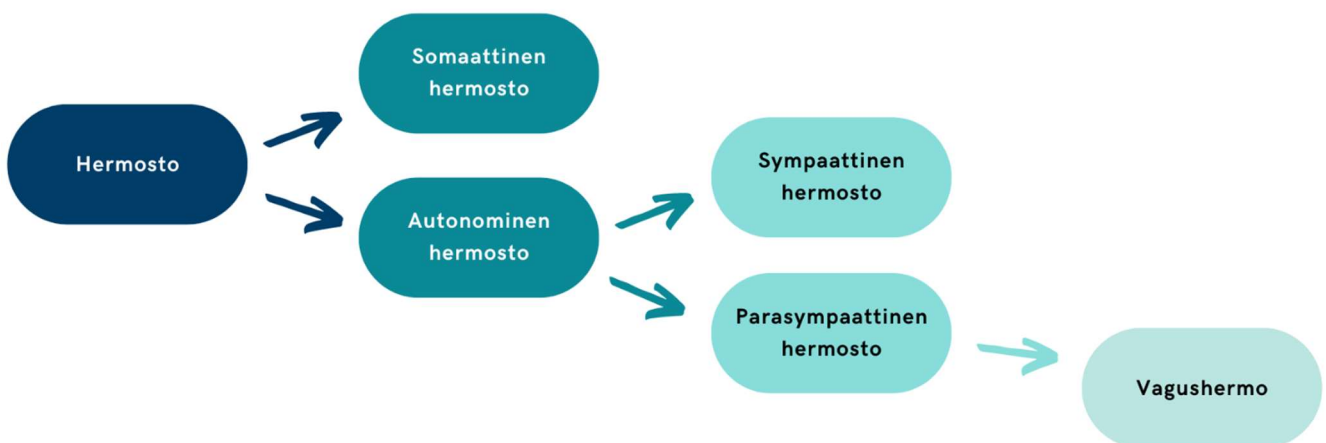 Somaattinen
hermosto
Hermosto
Sympaattinen
hermosto
Autonominen
hermosto
Parasympaattinen
hermosto
Vagushermo